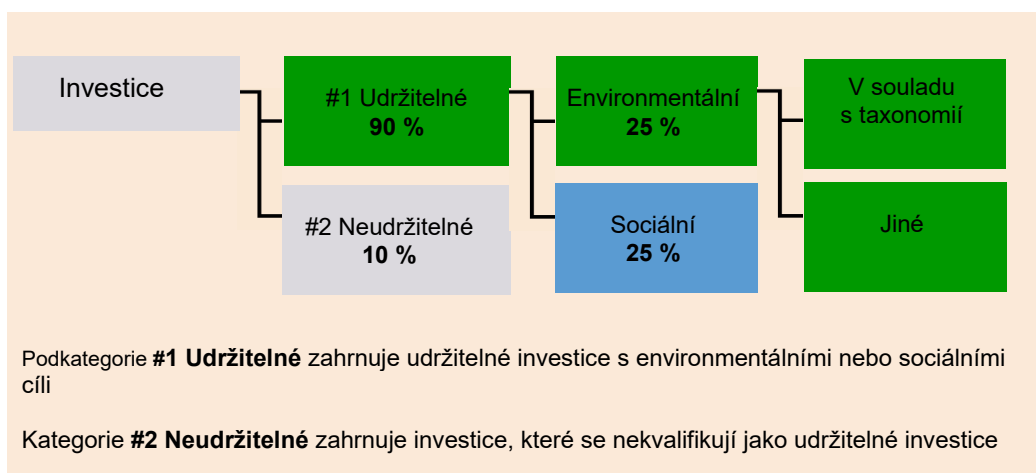 Investice
#1 Udržitelné
90 %
Environmentální
25 %
V souladu
s taxonomií
#2 Neudržitelné
10 %
Sociální
25 %
Jiné
Podkategorie #1 Udržitelné zahrnuje udržitelné investice s environmentálními nebo sociálními
cíli
Kategorie #2 Neudržitelné zahrnuje investice, které se nekvalifikují jako udržitelné investice